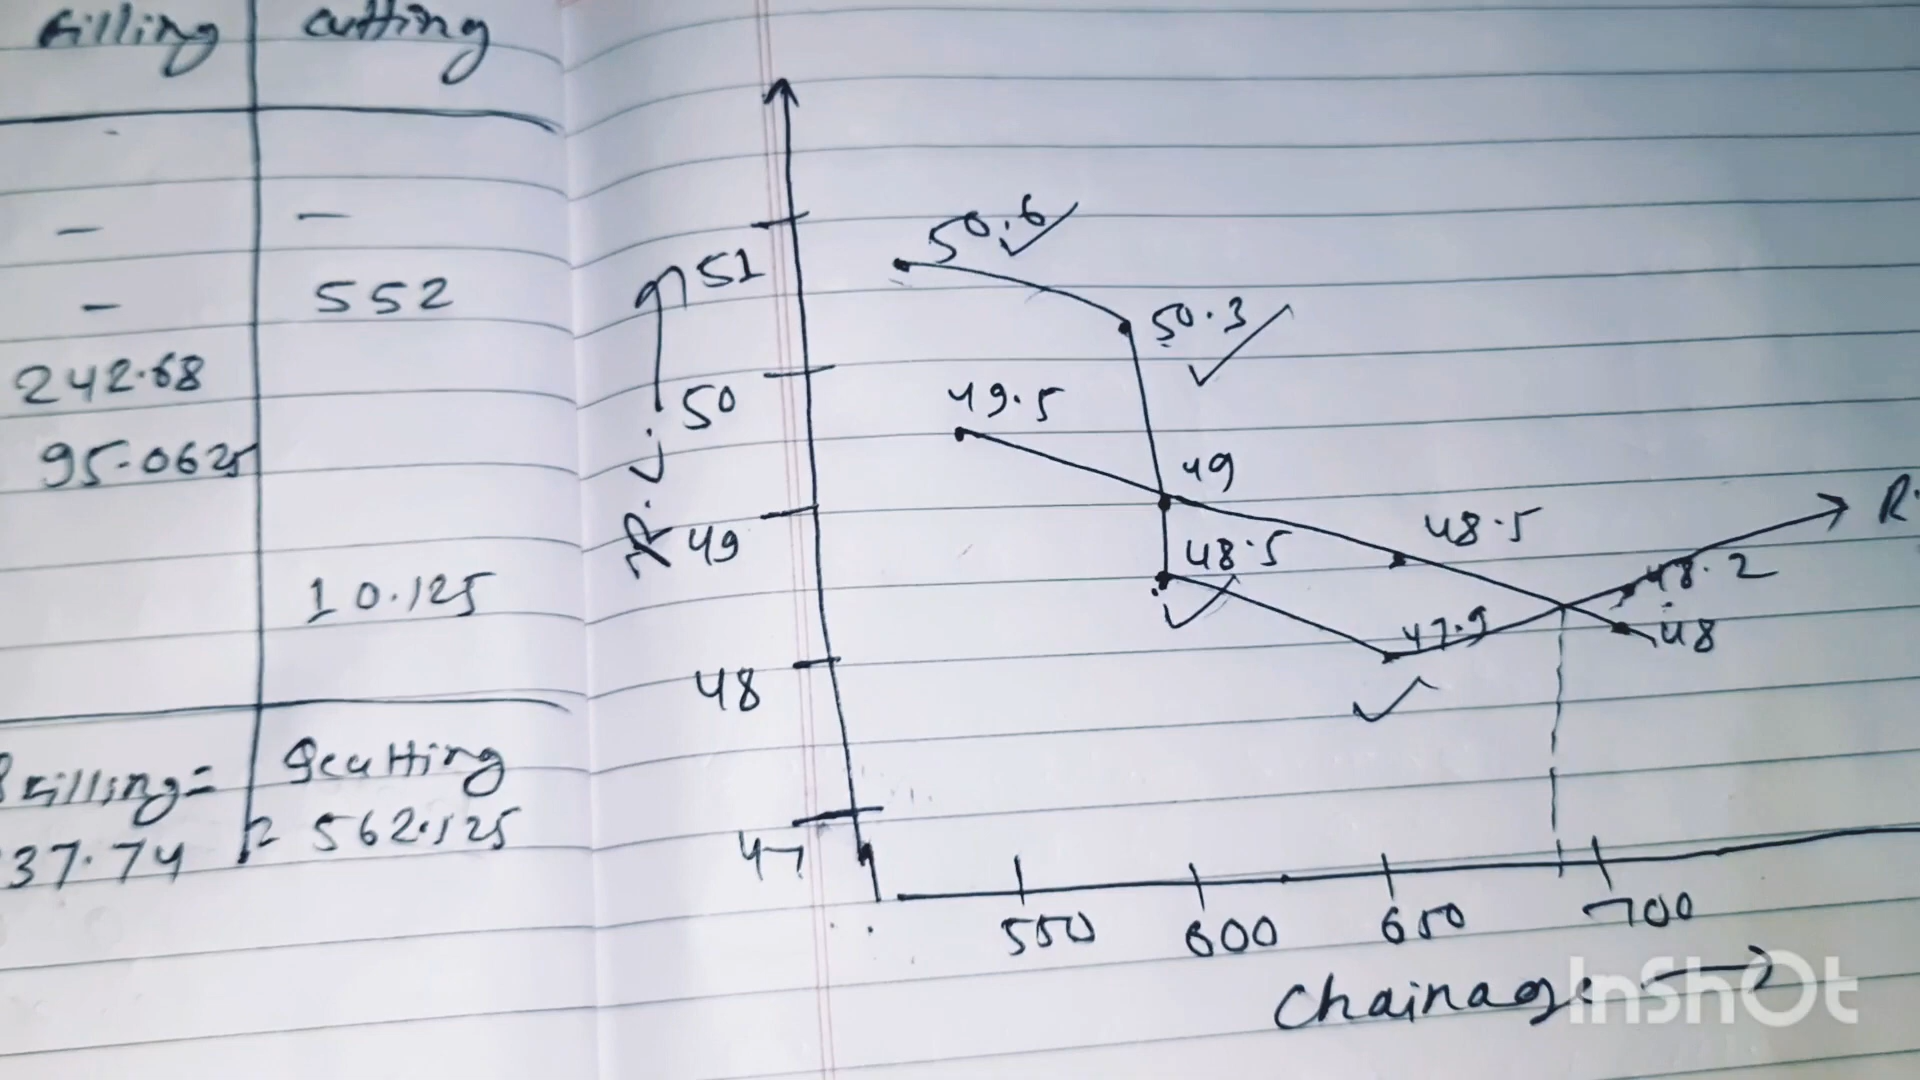 filling cutting
- -
- 552
242.68
95.0625
10.125
filling = cutting
37.74 = 562.125
51
50
49
48
47
50.6
50.3
49.5
49
48.5
48.5
47.9
48.2
48
R.
550 600 650 700
Chainage
InShOt